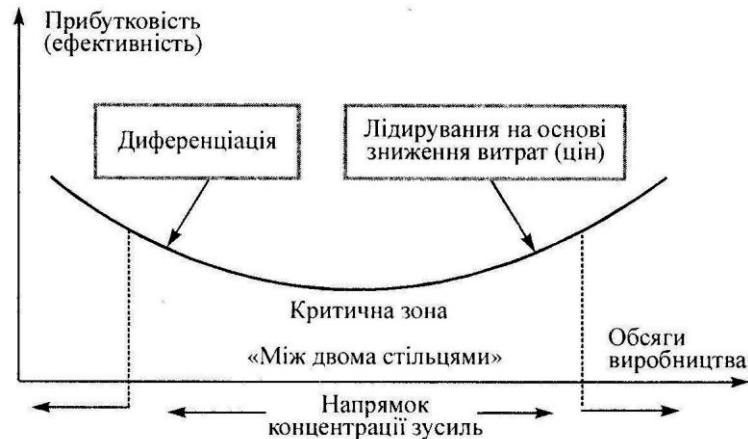 Прибутковість
(ефективність)
Диференціація
Лідирування на основі
зниження витрат (цін)
Критична зона
«Між двома стільцями»
Обсяги
виробництва
Напрямок
концентрації зусиль